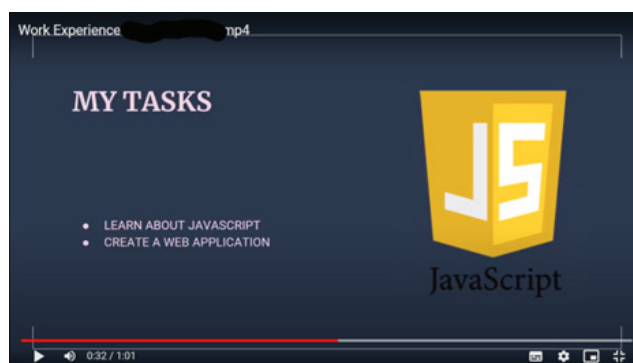 Work Experience mp4
MY TASKS
JS
● LEARN ABOUT JAVASCRIPT
● CREATE A WEB APPLICATION
JavaScript
0:32 / 1:01